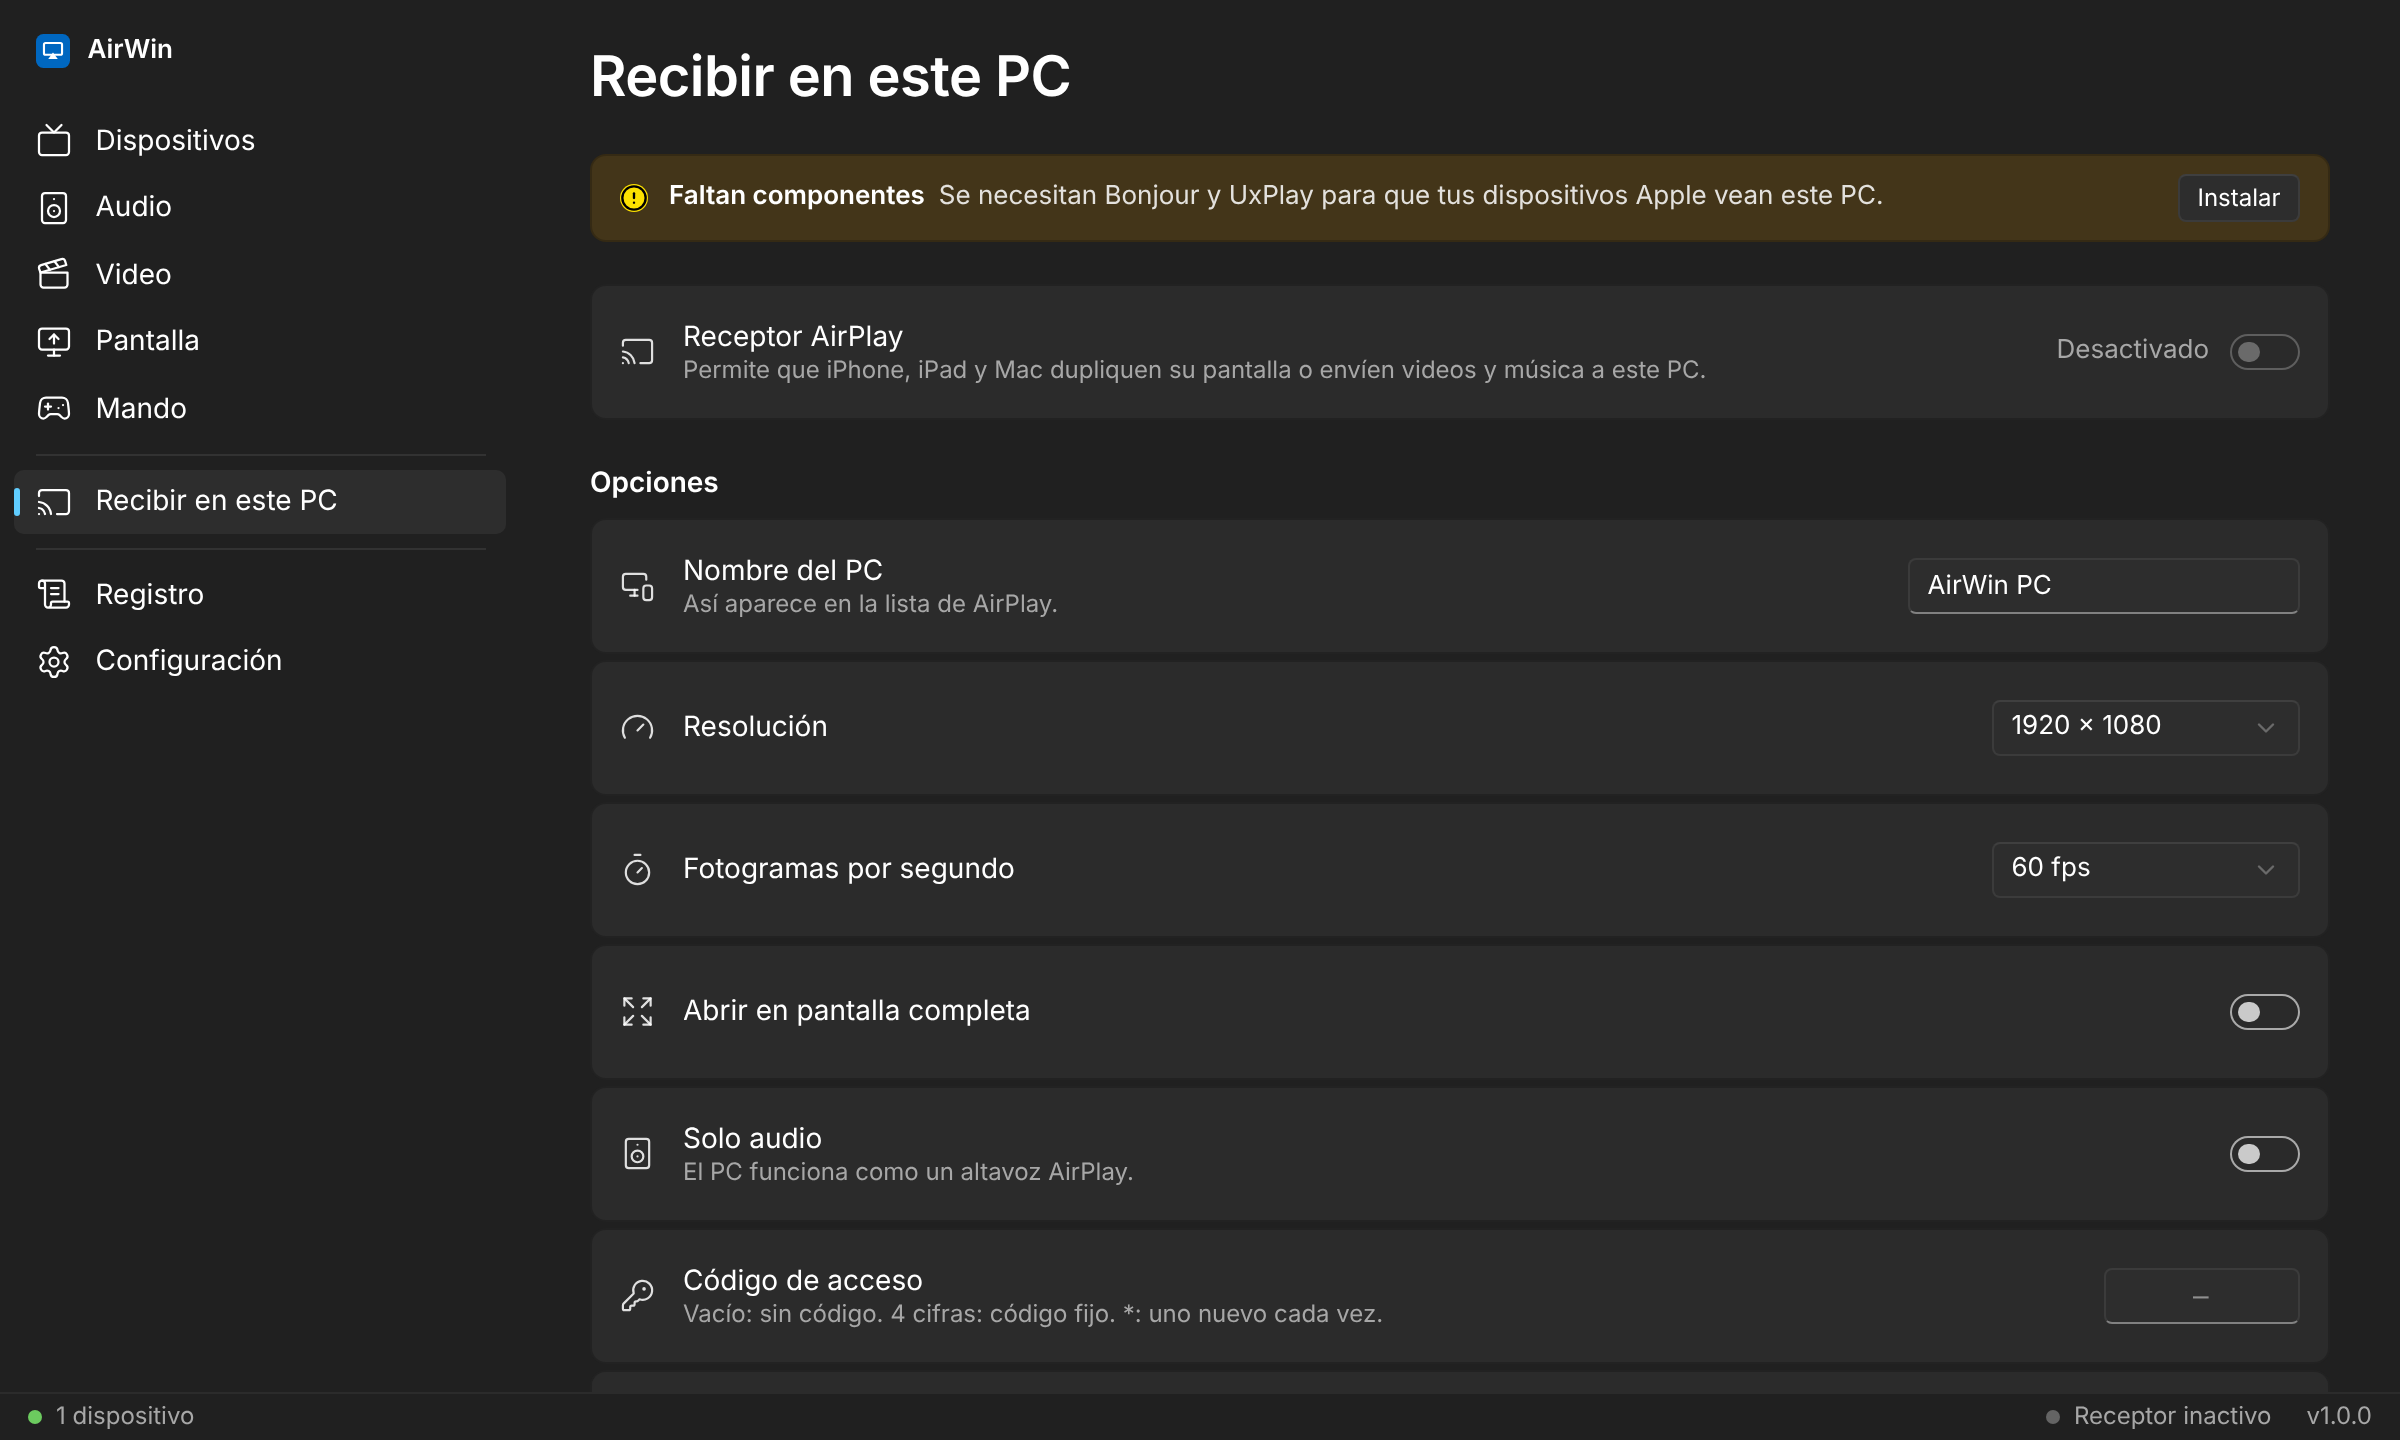 AirWin
Dispositivos
Audio
Video
Pantalla
Mando
Recibir en este PC
Registro
Configuración
Recibir en este PC
Faltan componentes Se necesitan Bonjour y UxPlay para que tus dispositivos Apple vean este PC.
Instalar
Receptor AirPlay
Permite que iPhone, iPad y Mac dupliquen su pantalla o envíen videos y música a este PC.
Desactivado
Opciones
Nombre del PC
Así aparece en la lista de AirPlay.
AirWin PC
Resolución
1920 × 1080
Fotogramas por segundo
60 fps
Abrir en pantalla completa
Solo audio
El PC funciona como un altavoz AirPlay.
Código de acceso
Vacío: sin código. 4 cifras: código fijo. *: uno nuevo cada vez.
–
1 dispositivo
Receptor inactivo
v1.0.0